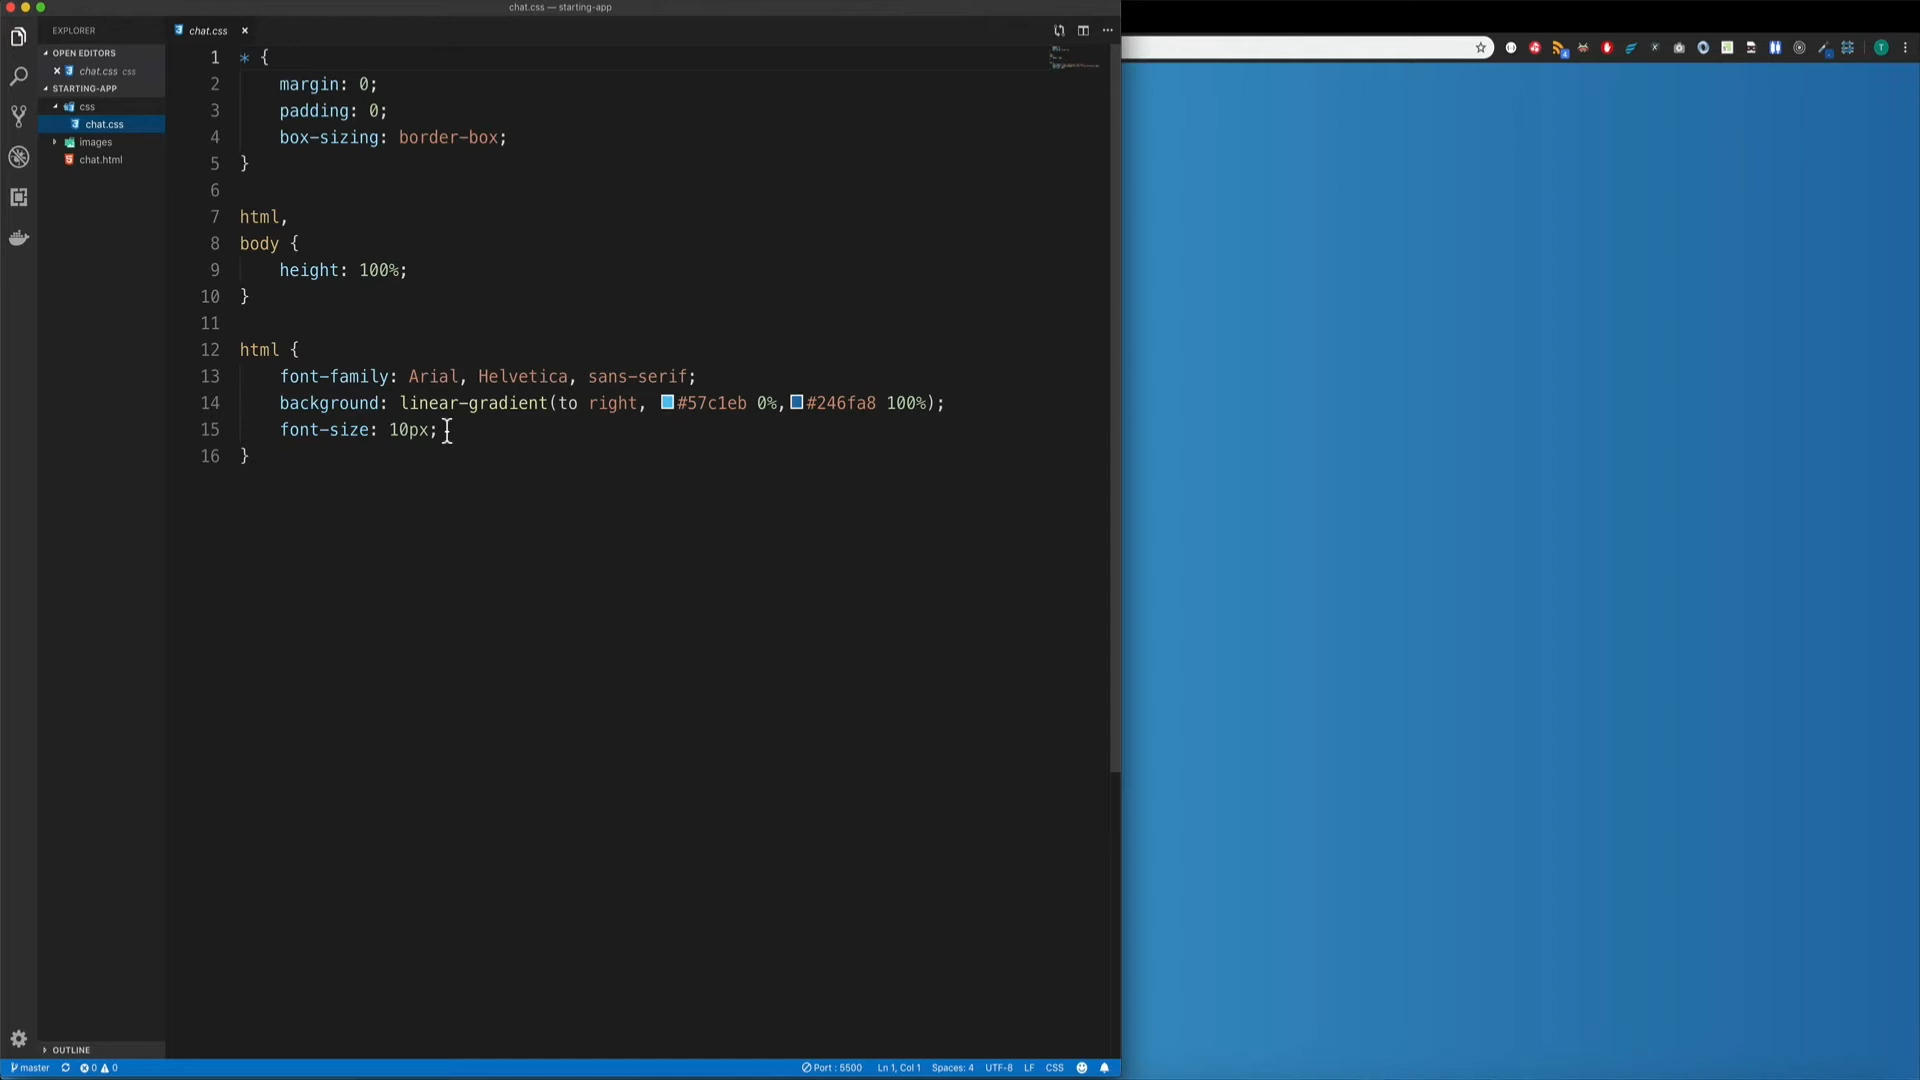 chat.css — starting-app
EXPLORER
OPEN EDITORS
chat.css css
STARTING-APP
css
chat.css
images
chat.html
OUTLINE
chat.css
1 * {
2 margin: 0;
3 padding: 0;
4 box-sizing: border-box;
5 }
6
7 html,
8 body {
9 height: 100%;
10 }
11
12 html {
13 font-family: Arial, Helvetica, sans-serif;
14 background: linear-gradient(to right, #57c1eb 0%, #246fa8 100%);
15 font-size: 10px;
16 }
master 0 0 Port : 5500 Ln 1, Col 1 Spaces: 4 UTF-8 LF CSS
T